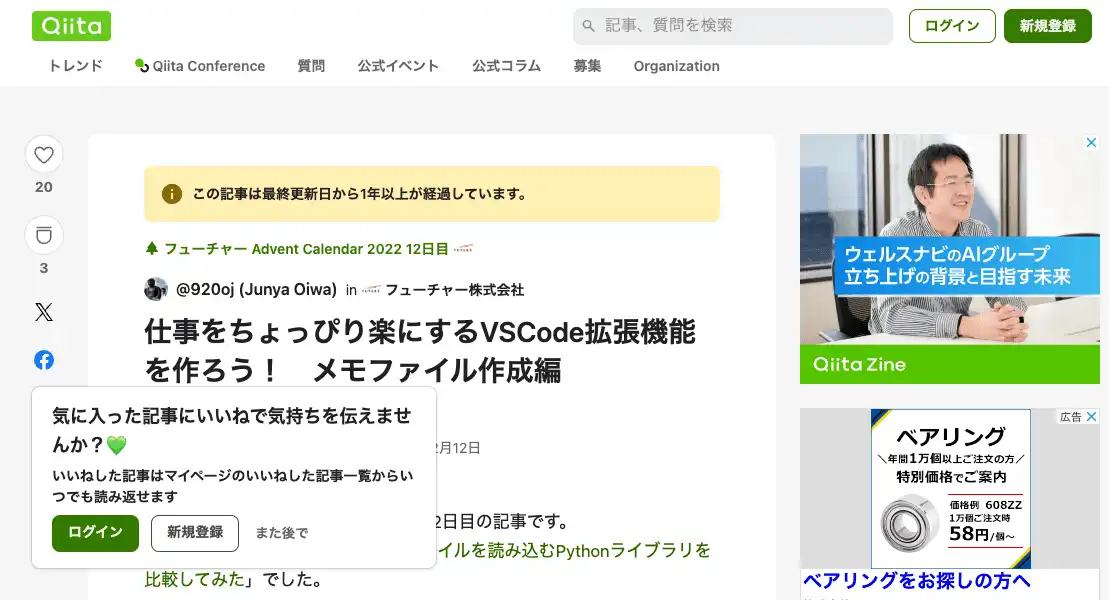 Qiita
記事、質問を検索
ログイン
新規登録
トレンド
Qiita Conference
質問
公式イベント
公式コラム
募集
Organization
20
3
この記事は最終更新日から1年以上が経過しています。
フューチャー Advent Calendar 2022 12日目
@920oj (Junya Oiwa) in フューチャー株式会社
仕事をちょっぴり楽にするVSCode拡張機能
を作ろう！ メモファイル作成編
月12日
2日目の記事です。
イルを読み込むPythonライブラリを
比較してみた」でした。
気に入った記事にいいねで気持ちを伝えませ
んか？💚
いいねした記事はマイページのいいねした記事一覧からい
つでも読み返せます
ログイン
新規登録
また後で
ウェルスナビのAIグループ
立ち上げの背景と目指す未来
Qiita Zine
広告
ベアリング
＼年間1万個以上ご注文の方／
特別価格でご案内
価格例 608ZZ
1万個ご注文時
58円/個～
ベアリングをお探しの方へ